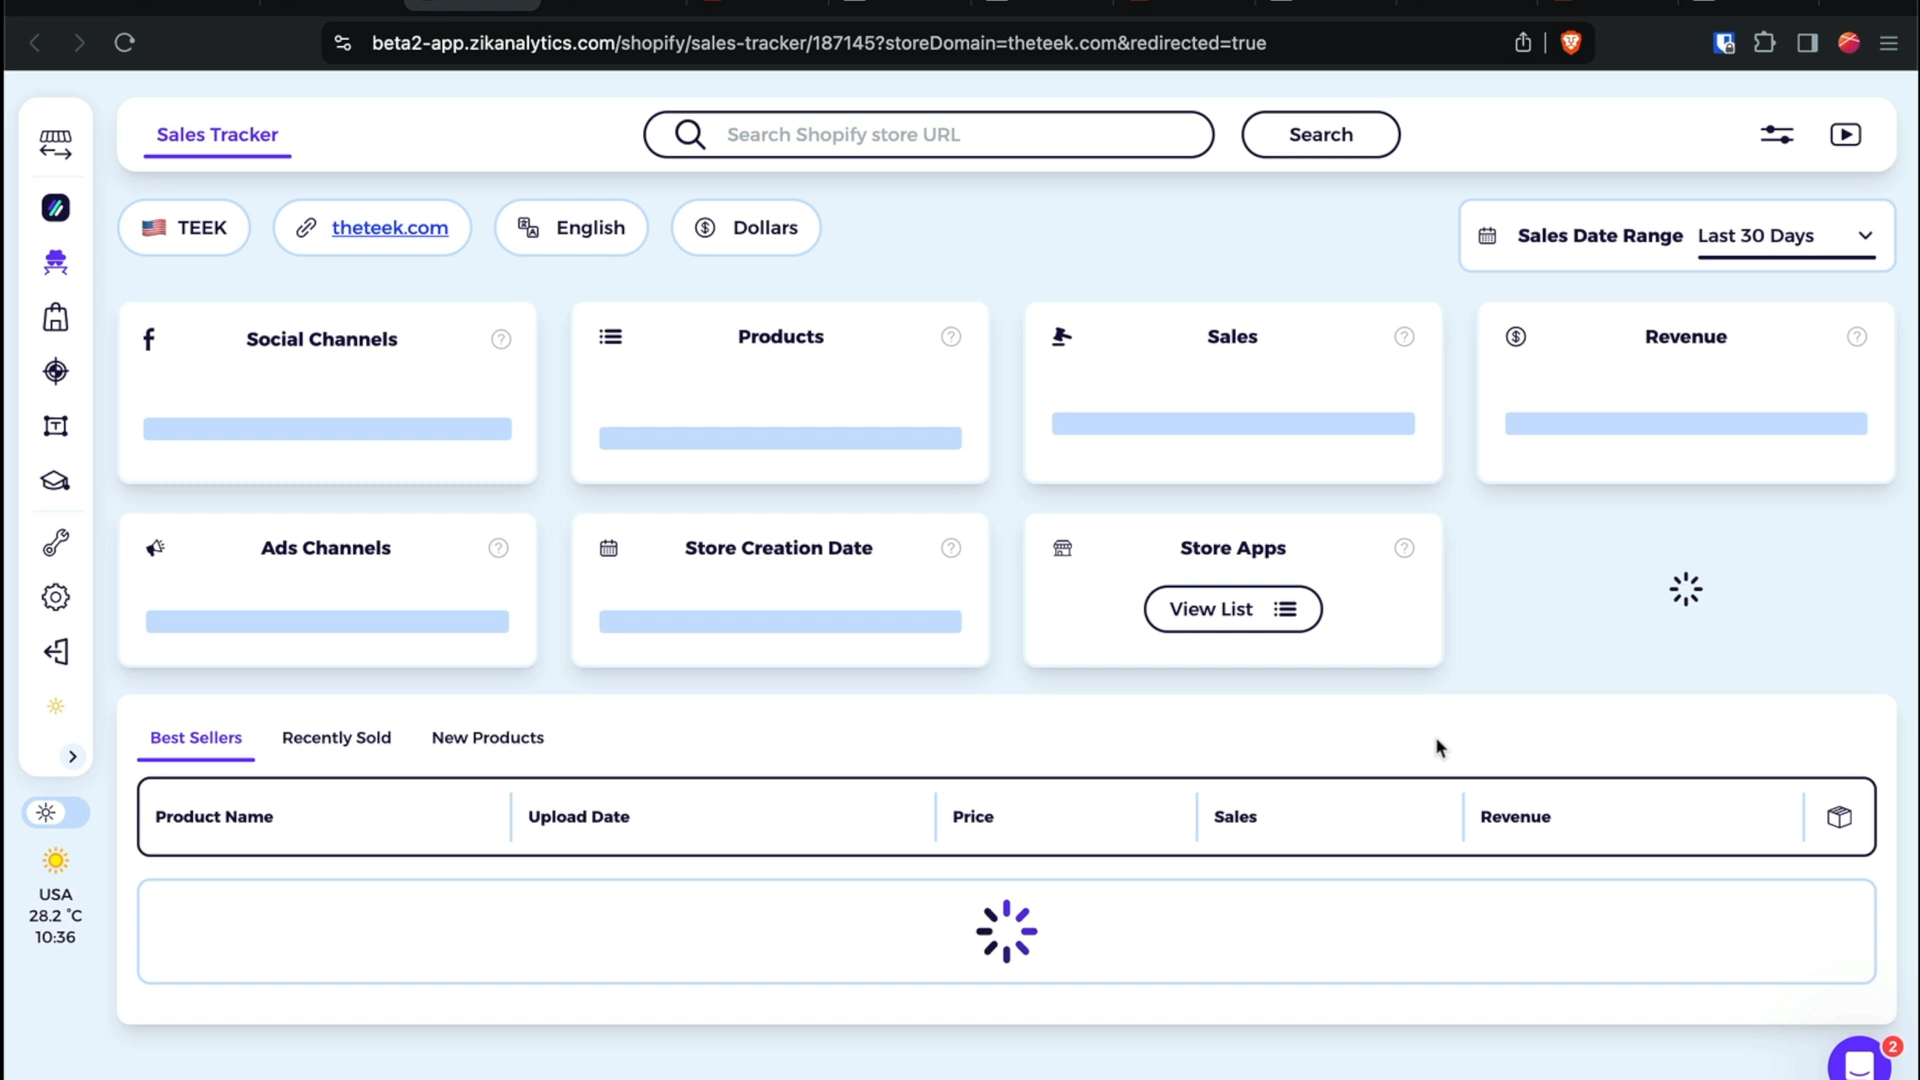 beta2-app.zikanalytics.com/shopify/sales-tracker/187145?storeDomain=theteek.com&redirected=true
Sales Tracker
Search Shopify store URL
Search
TEEK
theteek.com
English
Dollars
Sales Date Range Last 30 Days
Social Channels
Products
Sales
Revenue
Ads Channels
Store Creation Date
Store Apps
View List
Best Sellers
Recently Sold
New Products
Product Name
Upload Date
Price
Sales
Revenue
USA
28.2 °C
10:36
2